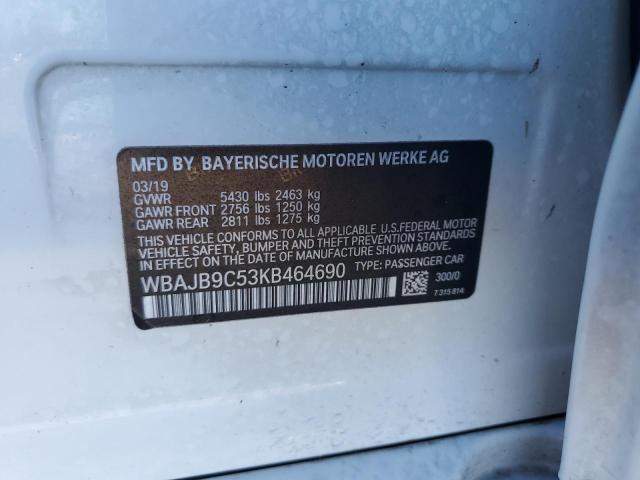 MFD BY BAYERISCHE MOTOREN WERKE AG
03/19
GVWR 5430 lbs 2463 kg
GAWR FRONT 2756 lbs 1250 kg
GAWR REAR 2811 lbs 1275 kg
THIS VEHICLE CONFORMS TO ALL APPLICABLE U.S.FEDERAL MOTOR
VEHICLE SAFETY, BUMPER AND THEFT PREVENTION STANDARDS
IN EFFECT ON THE DATE OF MANUFACTURE SHOWN ABOVE:
WBAJB9C53KB464690 TYPE: PASSENGER CAR
300/0
7 315 814